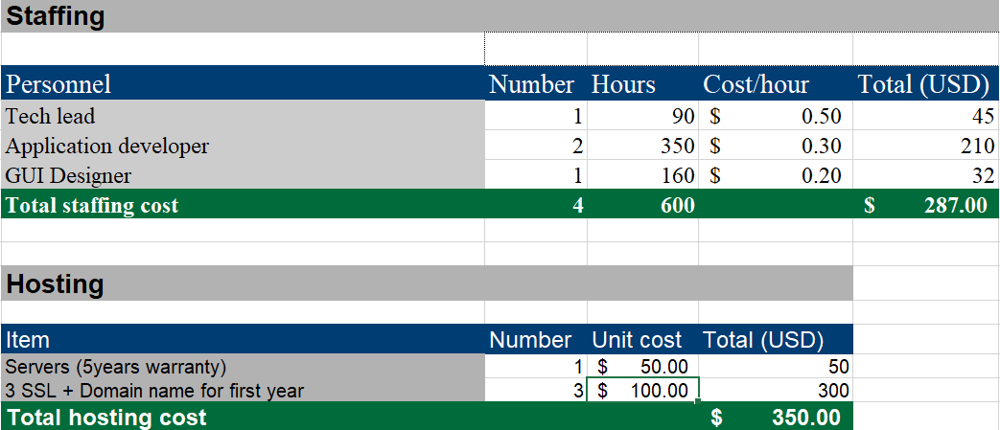 Staffing
Personnel Number Hours Cost/hour Total (USD)
Tech lead 1 90 $ 0.50 45
Application developer 2 350 $ 0.30 210
GUI Designer 1 160 $ 0.20 32
Total staffing cost 4 600 $ 287.00
Hosting
Item Number Unit cost Total (USD)
Servers (5years warranty) 1 $ 50.00 50
3 SSL + Domain name for first year 3 $ 100.00 300
Total hosting cost $ 350.00